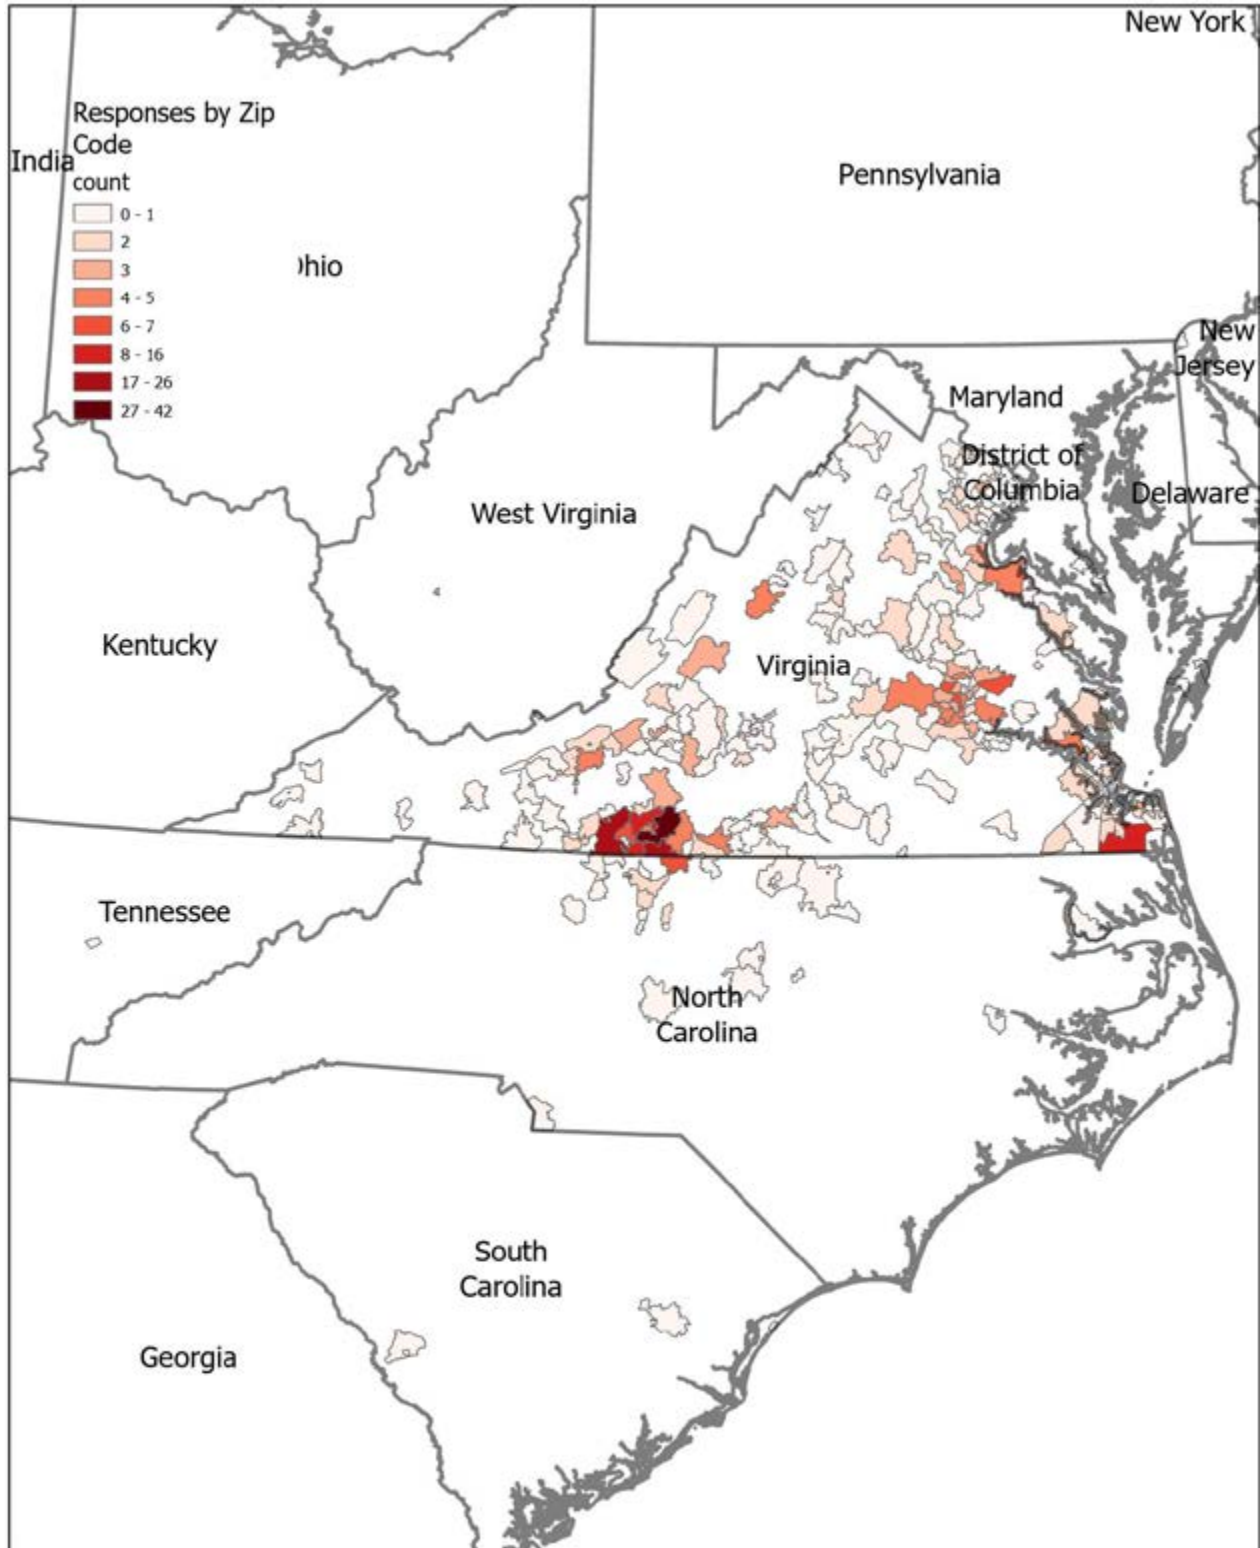 New York
Responses by Zip
Code
India
count
0 - 1
2
3
4 - 5
6 - 7
8 - 16
17 - 26
27 - 42
Pennsylvania
hio
New
Jersey
Maryland
District of
Columbia
Delaware
West Virginia
Kentucky
Virginia
Tennessee
North
Carolina
South
Carolina
Georgia